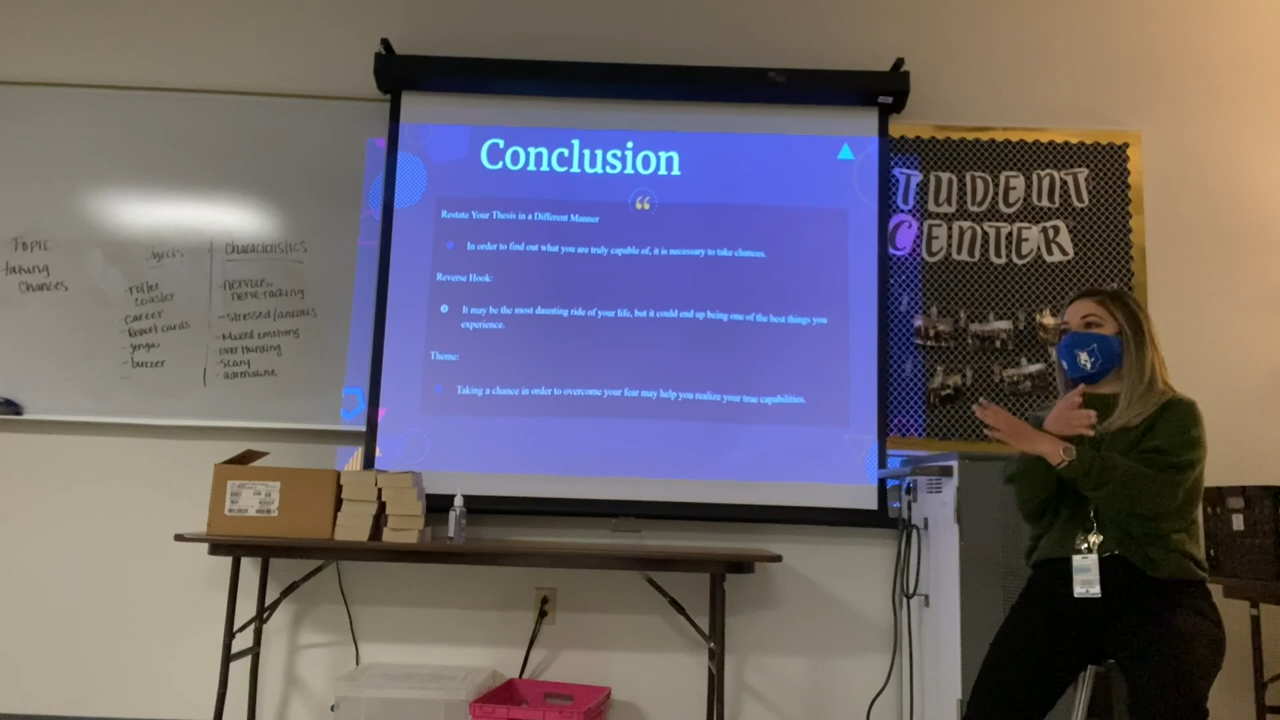 Topic
taking
Chances
Objects
- roller
coaster
- career
- Report cards
- jenga
- buzzer
Characteristics
- nervous,
nerve-racking
- stressed/anxious
- Mixed emotions
- overthinking
- scary
- adrenaline
Conclusion
“
Restate Your Thesis in a Different Manner
In order to find out what you are truly capable of, it is necessary to take chances.
Reverse Hook:
It may be the most daunting ride of your life, but it could end up being one of the best things you
experience.
Theme:
Taking a chance in order to overcome your fear may help you realize your true capabilities.
TUDENT
CENTER